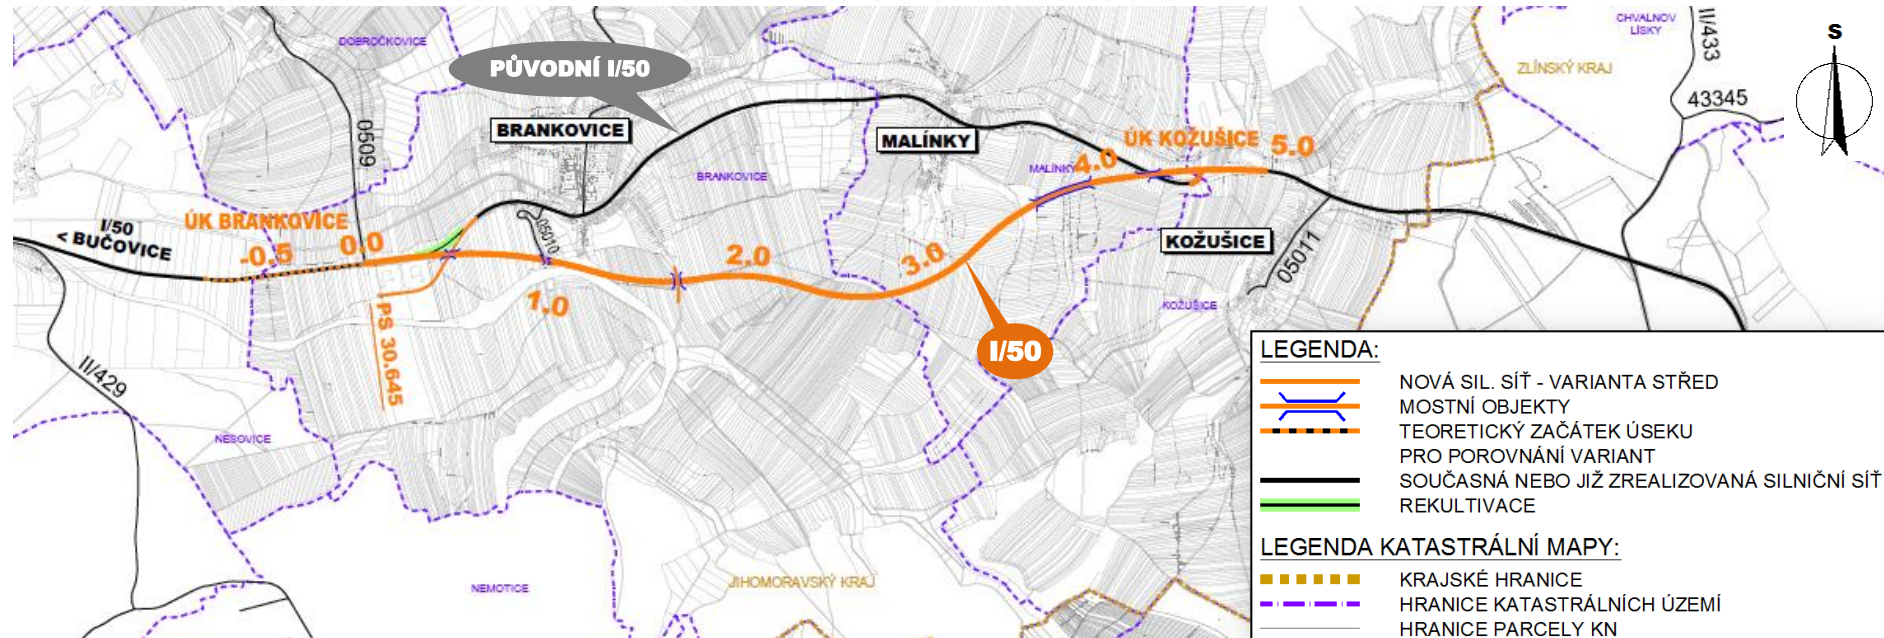 CHVALNOV
LÍSKY
II/433
S
DOBROČKOVICE
PŮVODNÍ I/50
ZLÍNSKÝ KRAJ
43345
0509
BRANKOVICE
MALÍNKY
ÚK KOŽUŠICE
5.0
4.0
MALÍNKY
BRANKOVICE
I/50
< BUČOVICE
ÚK BRANKOVICE
-0.5
0.0
05010
2.0
3.0
KOŽUŠICE
05011
1.0
KOŽUŠICE
PS 30.645
I/50
II/429
NESOVICE
NEMOTICE
JIHOMORAVSKÝ KRAJ
LEGENDA:
NOVÁ SIL. SÍŤ - VARIANTA STŘED
MOSTNÍ OBJEKTY
TEORETICKÝ ZAČÁTEK ÚSEKU
PRO POROVNÁNÍ VARIANT
SOUČASNÁ NEBO JIŽ ZREALIZOVANÁ SILNIČNÍ SÍŤ
REKULTIVACE
LEGENDA KATASTRÁLNÍ MAPY:
KRAJSKÉ HRANICE
HRANICE KATASTRÁLNÍCH ÚZEMÍ
HRANICE PARCELY KN